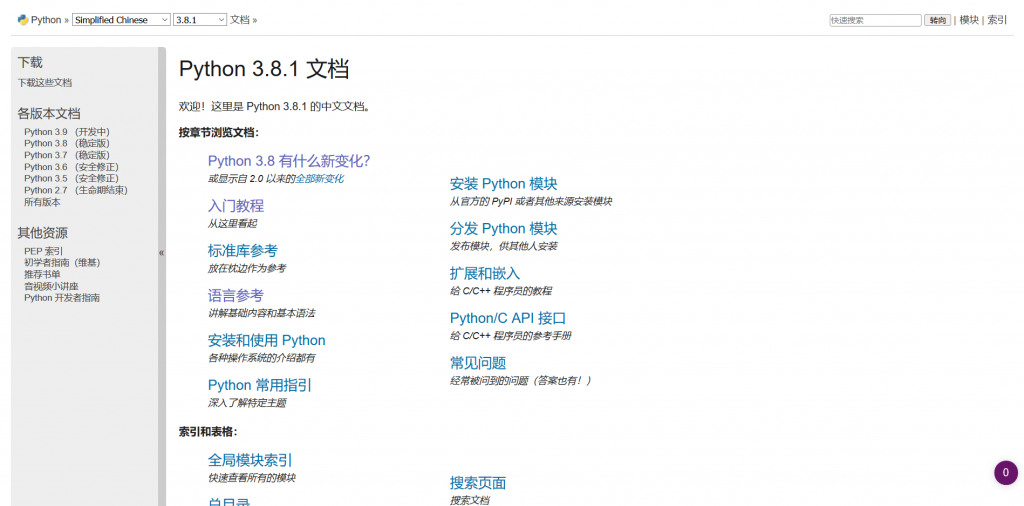 Python » Simplified Chinese 3.8.1 文档 »
快速搜索 转向 | 模块 | 索引
下载
下载这些文档
各版本文档
Python 3.9 （开发中）
Python 3.8 （稳定版）
Python 3.7 （稳定版）
Python 3.6 （安全修正）
Python 3.5 （安全修正）
Python 2.7 （生命期结束）
所有版本
其他资源
PEP 索引
初学者指南（维基）
推荐书单
音视频小讲座
Python 开发者指南
«
Python 3.8.1 文档
欢迎！这里是 Python 3.8.1 的中文文档。
按章节浏览文档：
Python 3.8 有什么新变化?
或显示自 2.0 以来的全部新变化
入门教程
从这里看起
标准库参考
放在枕边作为参考
语言参考
讲解基础内容和基本语法
安装和使用 Python
各种操作系统的介绍都有
Python 常用指引
深入了解特定主题
安装 Python 模块
从官方的 PyPI 或者其他来源安装模块
分发 Python 模块
发布模块，供其他人安装
扩展和嵌入
给 C/C++ 程序员的教程
Python/C API 接口
给 C/C++ 程序员的参考手册
常见问题
经常被问到的问题（答案也有！）
索引和表格：
全局模块索引
快速查看所有的模块
总目录
搜索页面
搜索文档
0